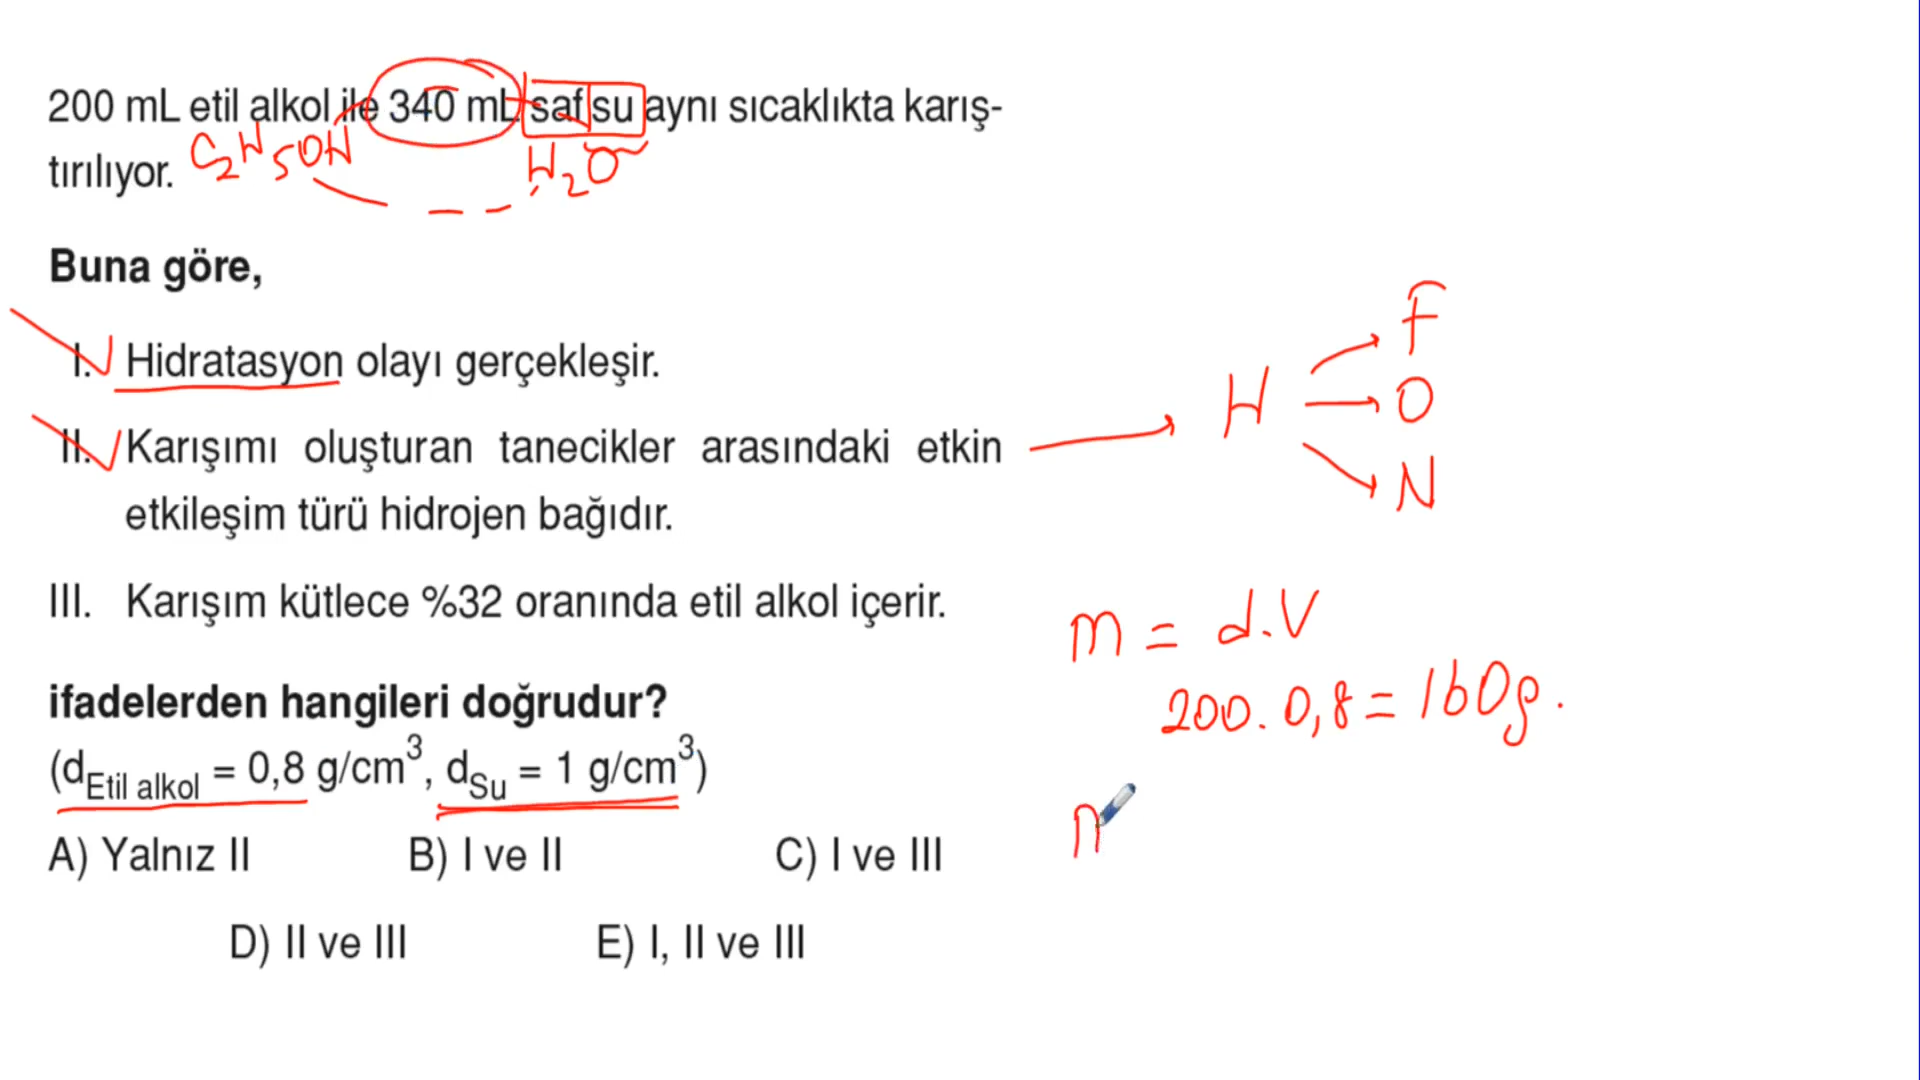 200 mL etil alkol ile 340 mL saf su aynı sıcaklıkta karış-
tırılıyor. C2H5OH H2O
Buna göre,
I. Hidratasyon olayı gerçekleşir.
II. Karışımı oluşturan tanecikler arasındaki etkin
etkileşim türü hidrojen bağıdır.
H F
O
N
III. Karışım kütlece %32 oranında etil alkol içerir.
m = d.V
200. 0,8 = 160g.
ifadelerden hangileri doğrudur?
(dEtil alkol = 0,8 g/cm³, dSu = 1 g/cm³)
A) Yalnız II B) I ve II C) I ve III
D) II ve III E) I, II ve III